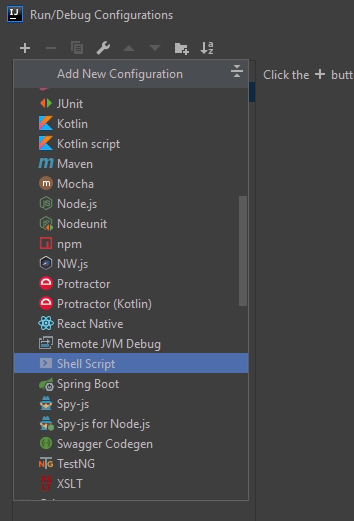 IJ
Run/Debug Configurations
Add New Configuration
Click the + butt
JUnit
Kotlin
Kotlin script
Maven
Mocha
Node.js
Nodeunit
npm
NW.js
Protractor
Protractor (Kotlin)
React Native
Remote JVM Debug
Shell Script
Spring Boot
Spy-js
Spy-js for Node.js
Swagger Codegen
TestNG
XSLT